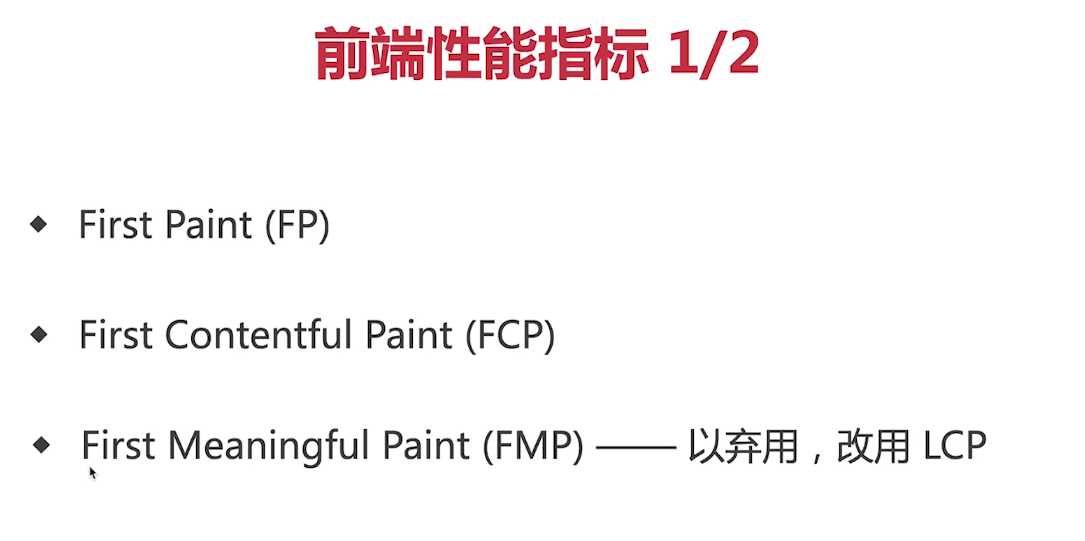 前端性能指标 1/2
◆ First Paint (FP)
◆ First Contentful Paint (FCP)
◆ First Meaningful Paint (FMP) —— 以弃用，改用 LCP